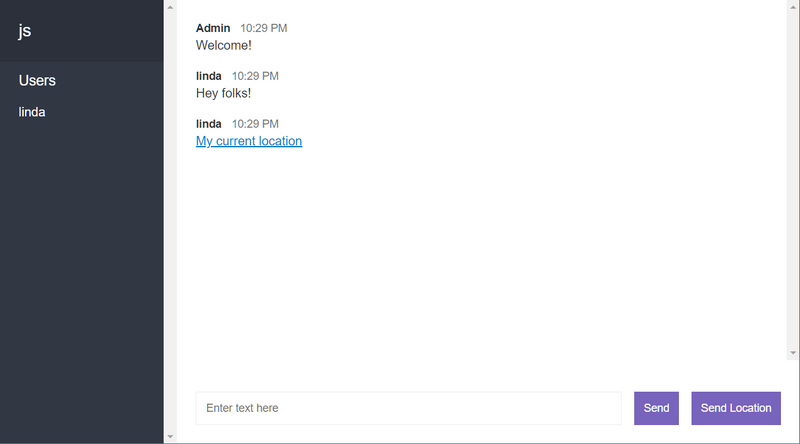 js
Users
linda
Admin 10:29 PM
Welcome!
linda 10:29 PM
Hey folks!
linda 10:29 PM
My current location
Enter text here
Send
Send Location